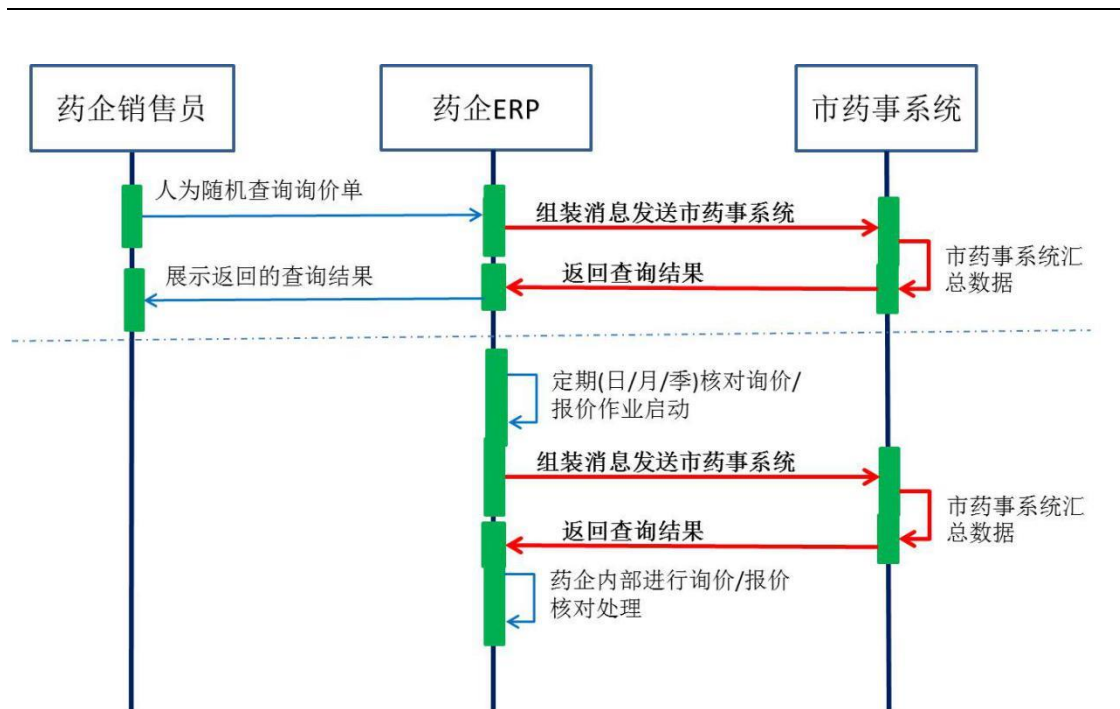 药企销售员
药企ERP
市药事系统
人为随机查询询价单
组装消息发送市药事系统
市药事系统汇
总数据
返回查询结果
展示返回的查询结果
定期(日/月/季)核对询价/
报价作业启动
组装消息发送市药事系统
市药事系统汇
总数据
返回查询结果
药企内部进行询价/报价
核对处理